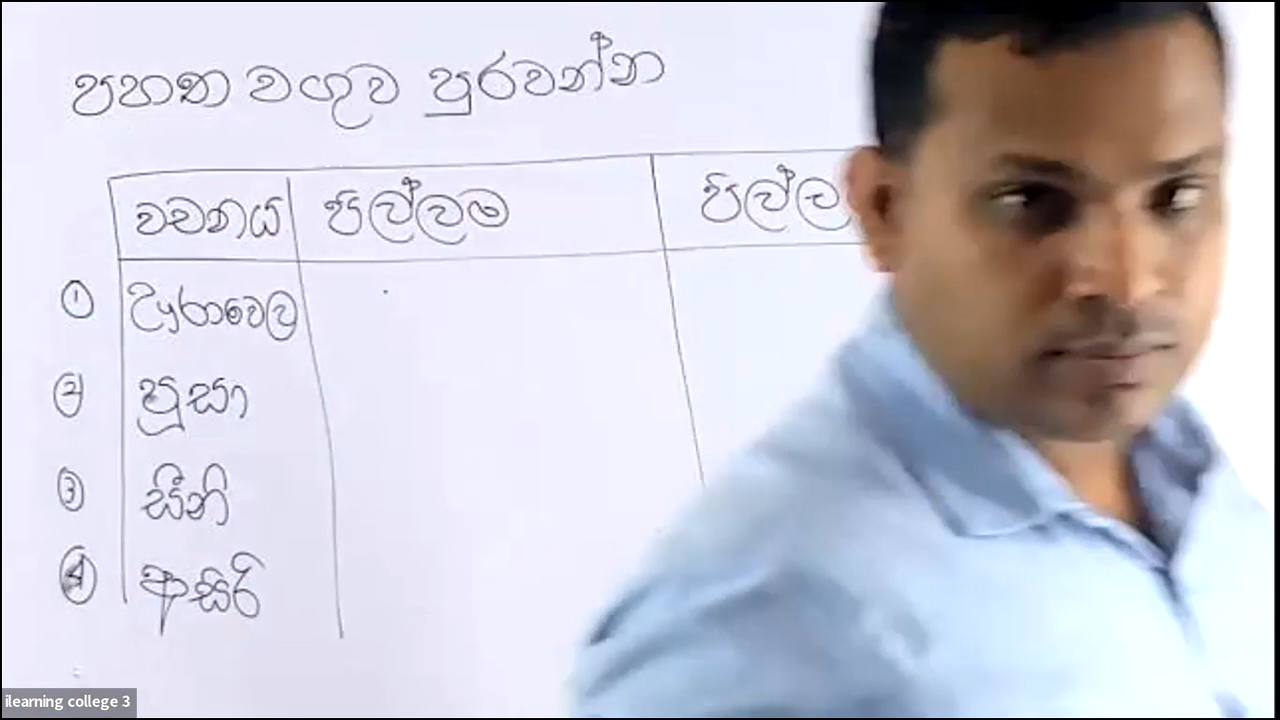 පහත වගුව පුරවන්න
වචනය පිල්ලම
① ඌරාවෙල
② පූසා
③ සීනි
④ ආසිරි
ilearning college 3